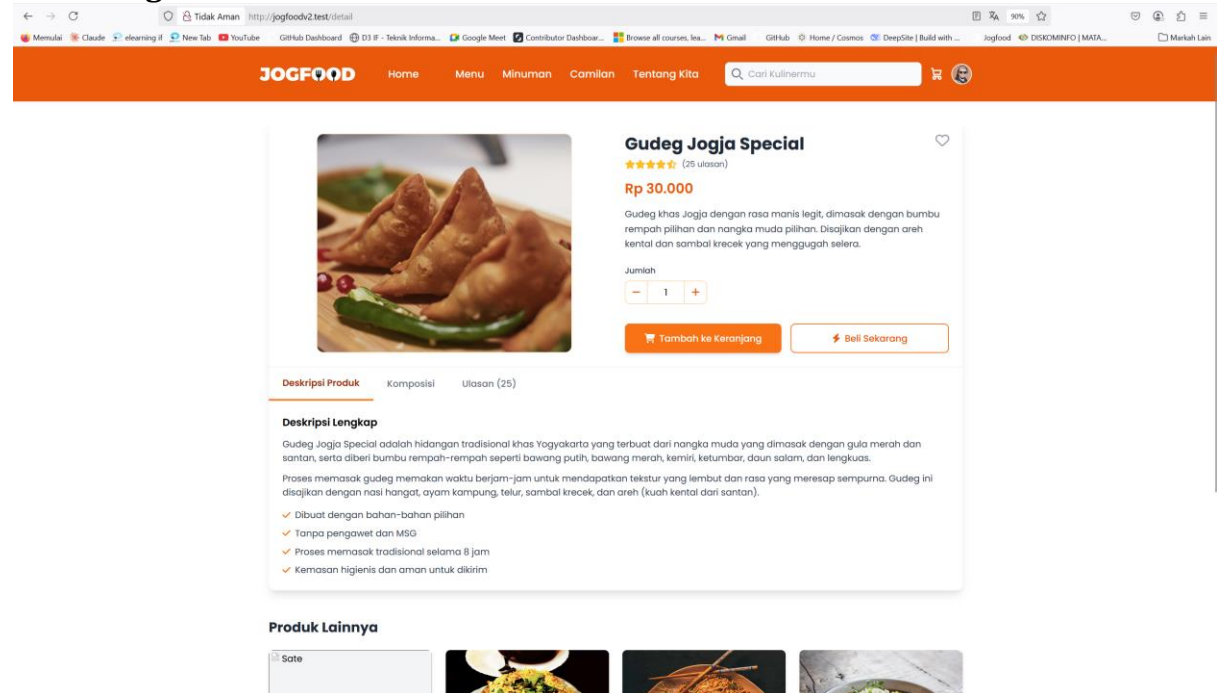 Tidak Aman http://jogfoodv2.test/detail 90%
Memulai Claude elearning if New Tab YouTube GitHub Dashboard D3 IF - Teknik Informa... Google Meet Contributor Dashboar... Browse all courses, lea... Gmail GitHub Home / Cosmos DeepSite | Build with ... Jogfood DISKOMINFO | MATA... Markah Lain
JOGFOOD Home Menu Minuman Camilan Tentang Kita Cari Kulinermu
Gudeg Jogja Special
(25 ulasan)
Rp 30.000
Gudeg khas Jogja dengan rasa manis legit, dimasak dengan bumbu
rempah pilihan dan nangka muda pilihan. Disajikan dengan areh
kental dan sambal krecek yang menggugah selera.
Jumlah
- 1 +
Tambah ke Keranjang Beli Sekarang
Deskripsi Produk Komposisi Ulasan (25)
Deskripsi Lengkap
Gudeg Jogja Special adalah hidangan tradisional khas Yogyakarta yang terbuat dari nangka muda yang dimasak dengan gula merah dan
santan, serta diberi bumbu rempah-rempah seperti bawang putih, bawang merah, kemiri, ketumbar, daun salam, dan lengkuas.
Proses memasak gudeg memakan waktu berjam-jam untuk mendapatkan tekstur yang lembut dan rasa yang meresap sempurna. Gudeg ini
disajikan dengan nasi hangat, ayam kampung, telur, sambal krecek, dan areh (kuah kental dari santan).
Dibuat dengan bahan-bahan pilihan
Tanpa pengawet dan MSG
Proses memasak tradisional selama 8 jam
Kemasan higienis dan aman untuk dikirim
Produk Lainnya
Sate